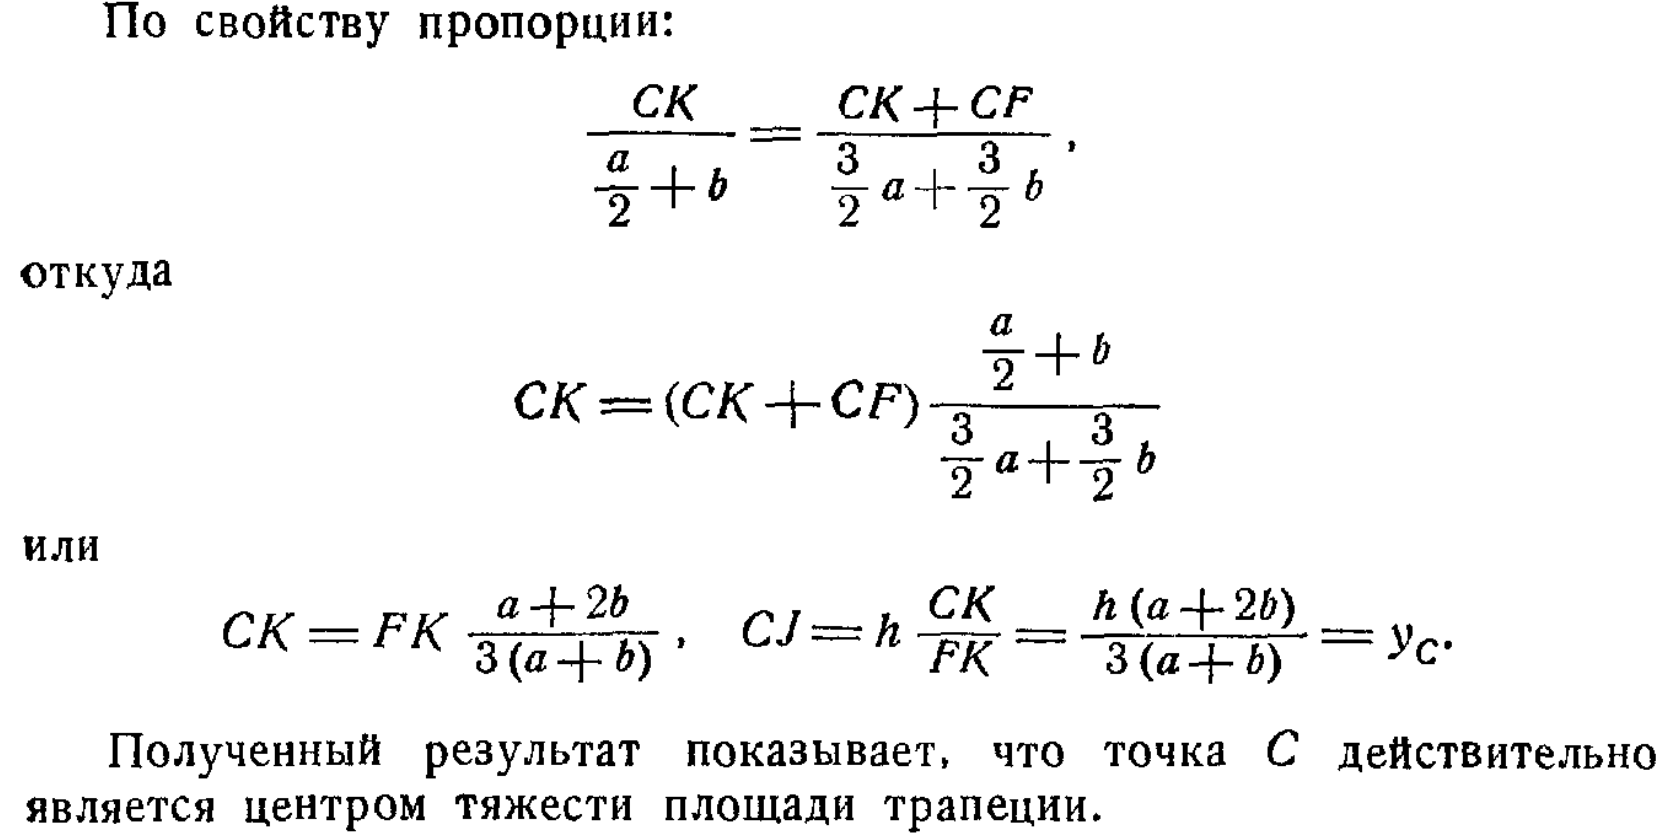 По свойству пропорции:
\frac{CK}{\frac{a}{2}+b} = \frac{CK+CF}{\frac{3}{2}a+\frac{3}{2}b},
откуда
CK = (CK+CF) \frac{\frac{a}{2}+b}{\frac{3}{2}a+\frac{3}{2}b}
или
CK = FK \frac{a+2b}{3(a+b)}, CJ = h \frac{CK}{FK} = \frac{h(a+2b)}{3(a+b)} = y_C.
Полученный результат показывает, что точка C действительно
является центром тяжести площади трапеции.